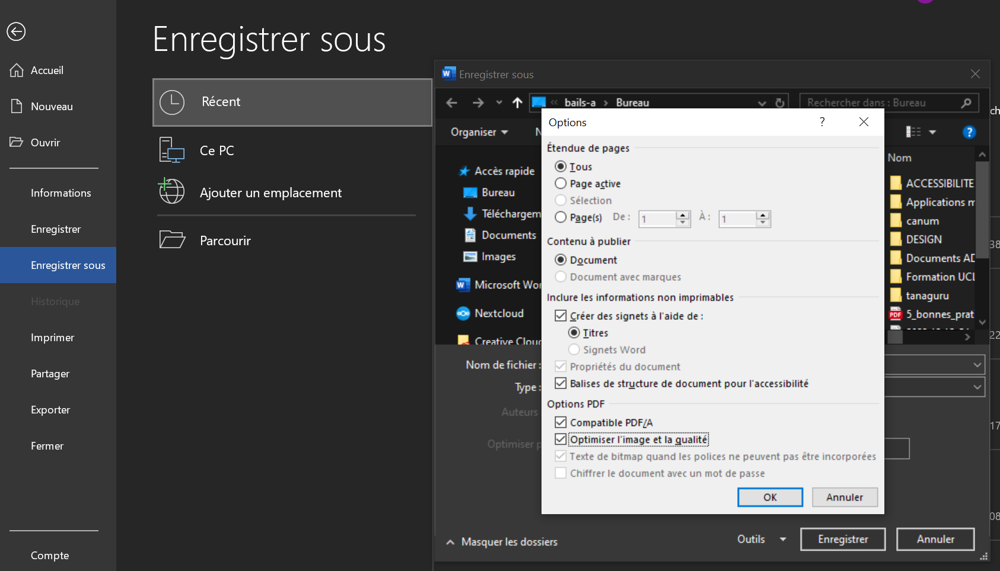 Enregistrer sous
Accueil
Nouveau
Ouvrir
Informations
Enregistrer
Enregistrer sous
Historique
Imprimer
Partager
Exporter
Fermer
Compte
Récent
Ce PC
Ajouter un emplacement
Parcourir
Enregistrer sous
bails-a › Bureau
Rechercher dans : Bureau
Organiser
Accès rapide
Bureau
Téléchargem
Documents
Images
Microsoft Wor
Nextcloud
Creative Cloud
Nom
ACCESSIBILITE
Applications m
canum
DESIGN
Documents AD
Formation UCL
tanaguru
5_bonnes_prat
Nom de fichier :
Type :
Auteurs
Optimiser p
Options
?
Étendue de pages
Tous
Page active
Sélection
Page(s) De : 1 À : 1
Contenu à publier
Document
Document avec marques
Inclure les informations non imprimables
Créer des signets à l'aide de :
Titres
Signets Word
Propriétés du document
Balises de structure de document pour l'accessibilité
Options PDF
Compatible PDF/A
Optimiser l'image et la qualité
Texte de bitmap quand les polices ne peuvent pas être incorporées
Chiffrer le document avec un mot de passe
OK Annuler
Masquer les dossiers
Outils Enregistrer Annuler
ch
38
22
17
08